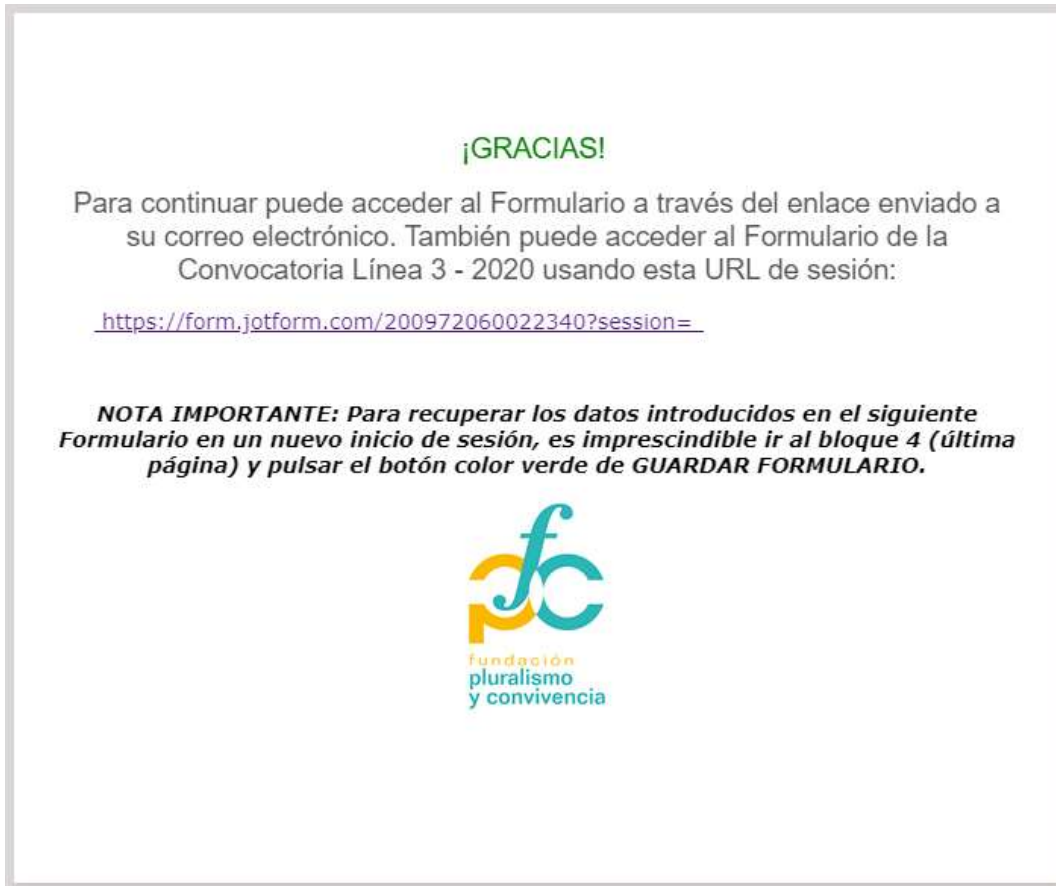 ¡GRACIAS!
Para continuar puede acceder al Formulario a través del enlace enviado a
su correo electrónico. También puede acceder al Formulario de la
Convocatoria Línea 3 - 2020 usando esta URL de sesión:
https://form.jotform.com/200972060022340?session=
NOTA IMPORTANTE: Para recuperar los datos introducidos en el siguiente
Formulario en un nuevo inicio de sesión, es imprescindible ir al bloque 4 (última
página) y pulsar el botón color verde de GUARDAR FORMULARIO.
pfc
fundación
pluralismo
y convivencia